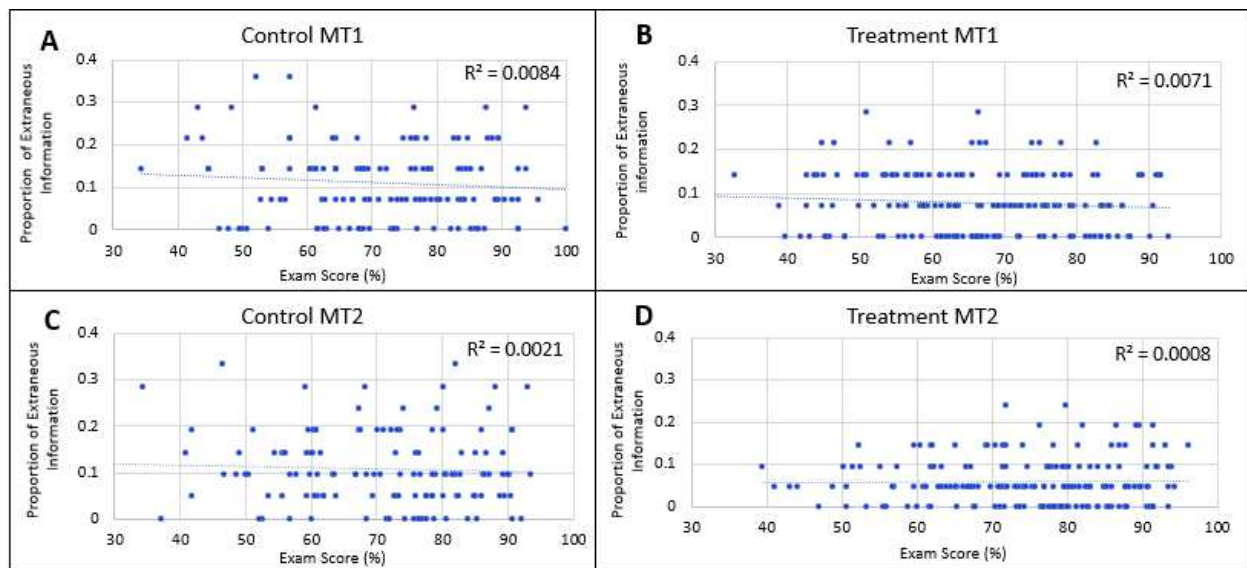 A
Control MT1
R² = 0.0084
Proportion of Extraneous
Information
0.4
0.3
0.2
0.1
0
30 40 50 60 70 80 90 100
Exam Score (%)
B
Treatment MT1
R² = 0.0071
Proportion of Extraneous
information
0.4
0.3
0.2
0.1
0
30 40 50 60 70 80 90 100
Exam Score (%)
C
Control MT2
R² = 0.0021
Proportion of Extraneous
Information
0.4
0.3
0.2
0.1
0
30 40 50 60 70 80 90 100
Exam Score (%)
D
Treatment MT2
R² = 0.0008
Proportion of Extraneous
Information
0.4
0.3
0.2
0.1
0
30 40 50 60 70 80 90 100
Exam Score (%)